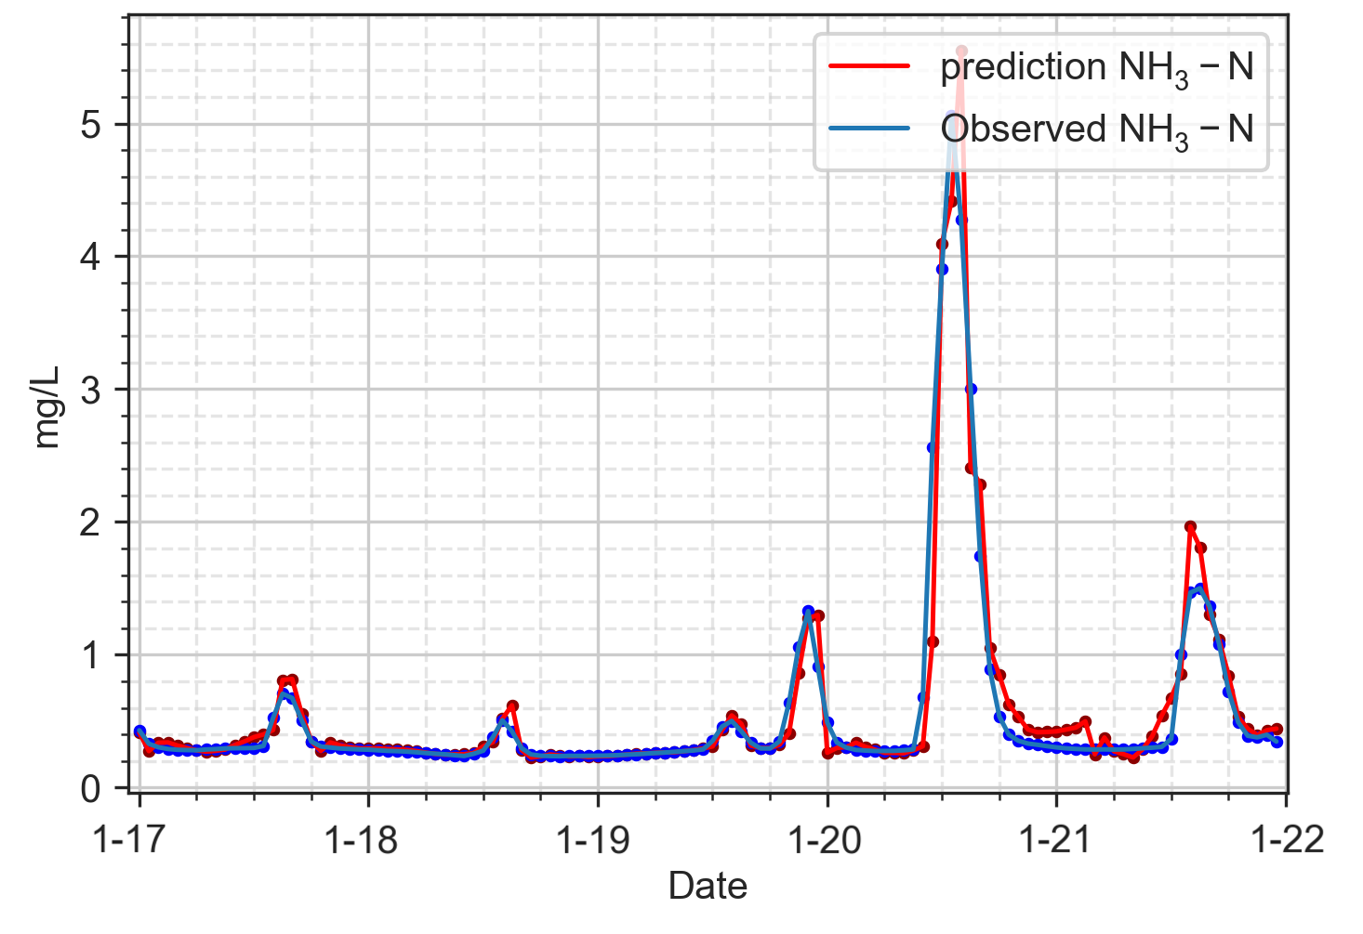 prediction NH₃ − N
Observed NH₃ − N
5
4
3
2
1
0
mg/L
1-17 1-18 1-19 1-20 1-21 1-22
Date